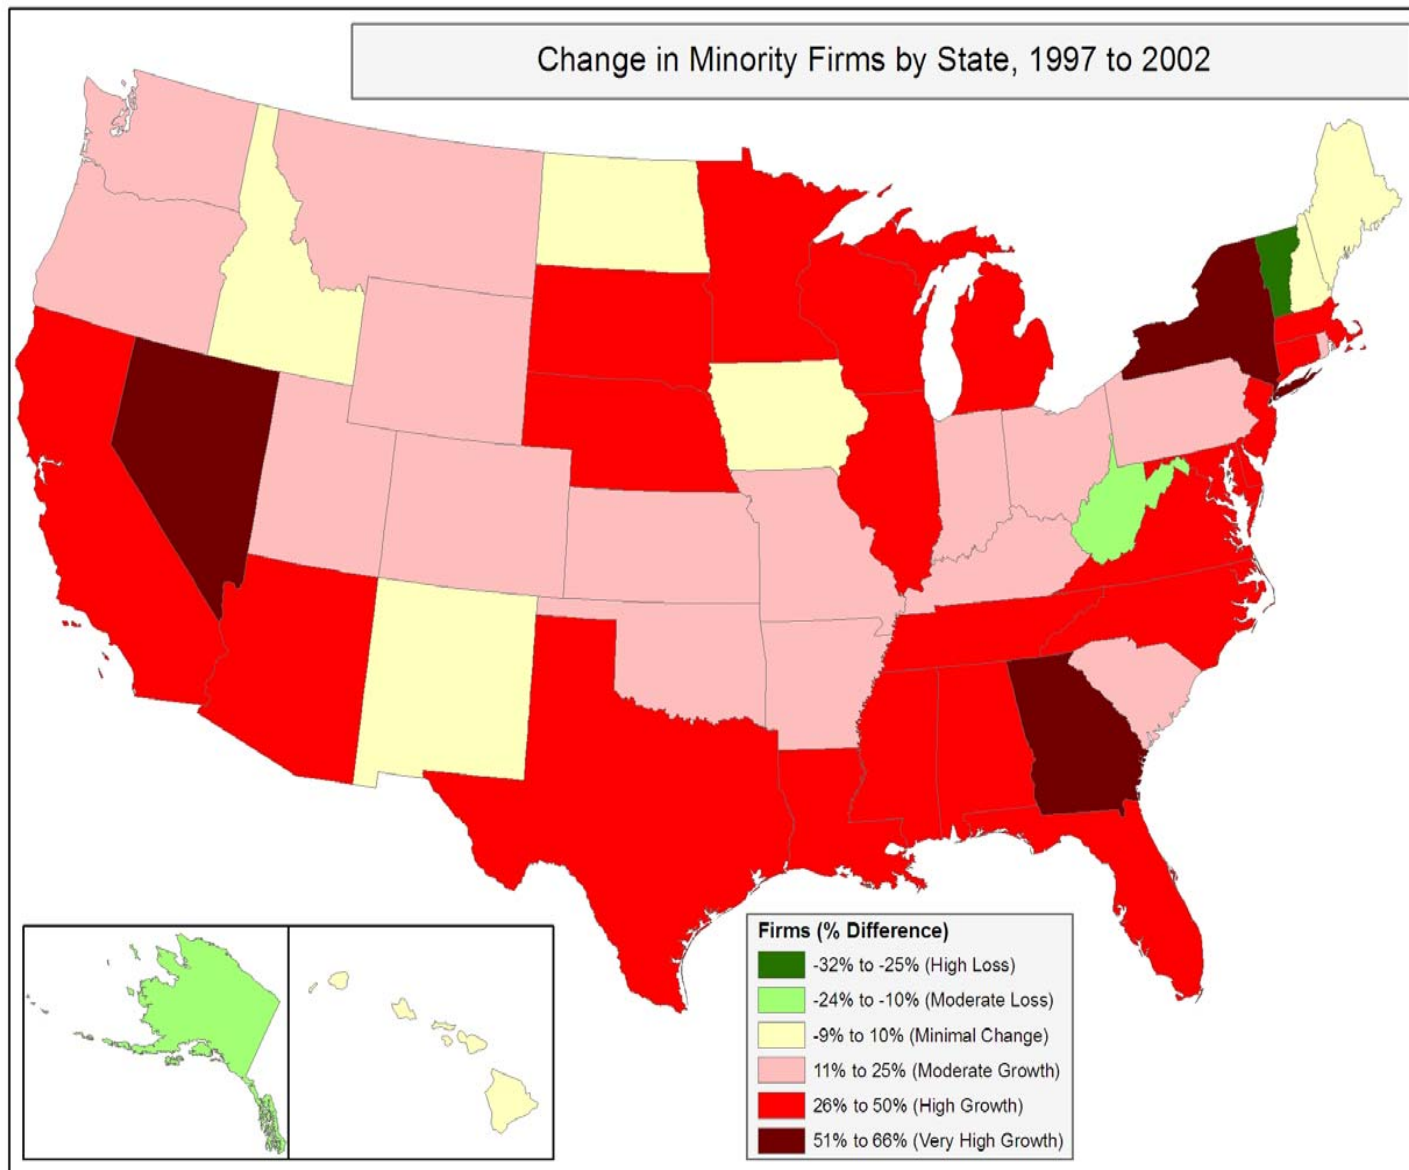 Change in Minority Firms by State, 1997 to 2002
Firms (% Difference)
-32% to -25% (High Loss)
-24% to -10% (Moderate Loss)
-9% to 10% (Minimal Change)
11% to 25% (Moderate Growth)
26% to 50% (High Growth)
51% to 66% (Very High Growth)